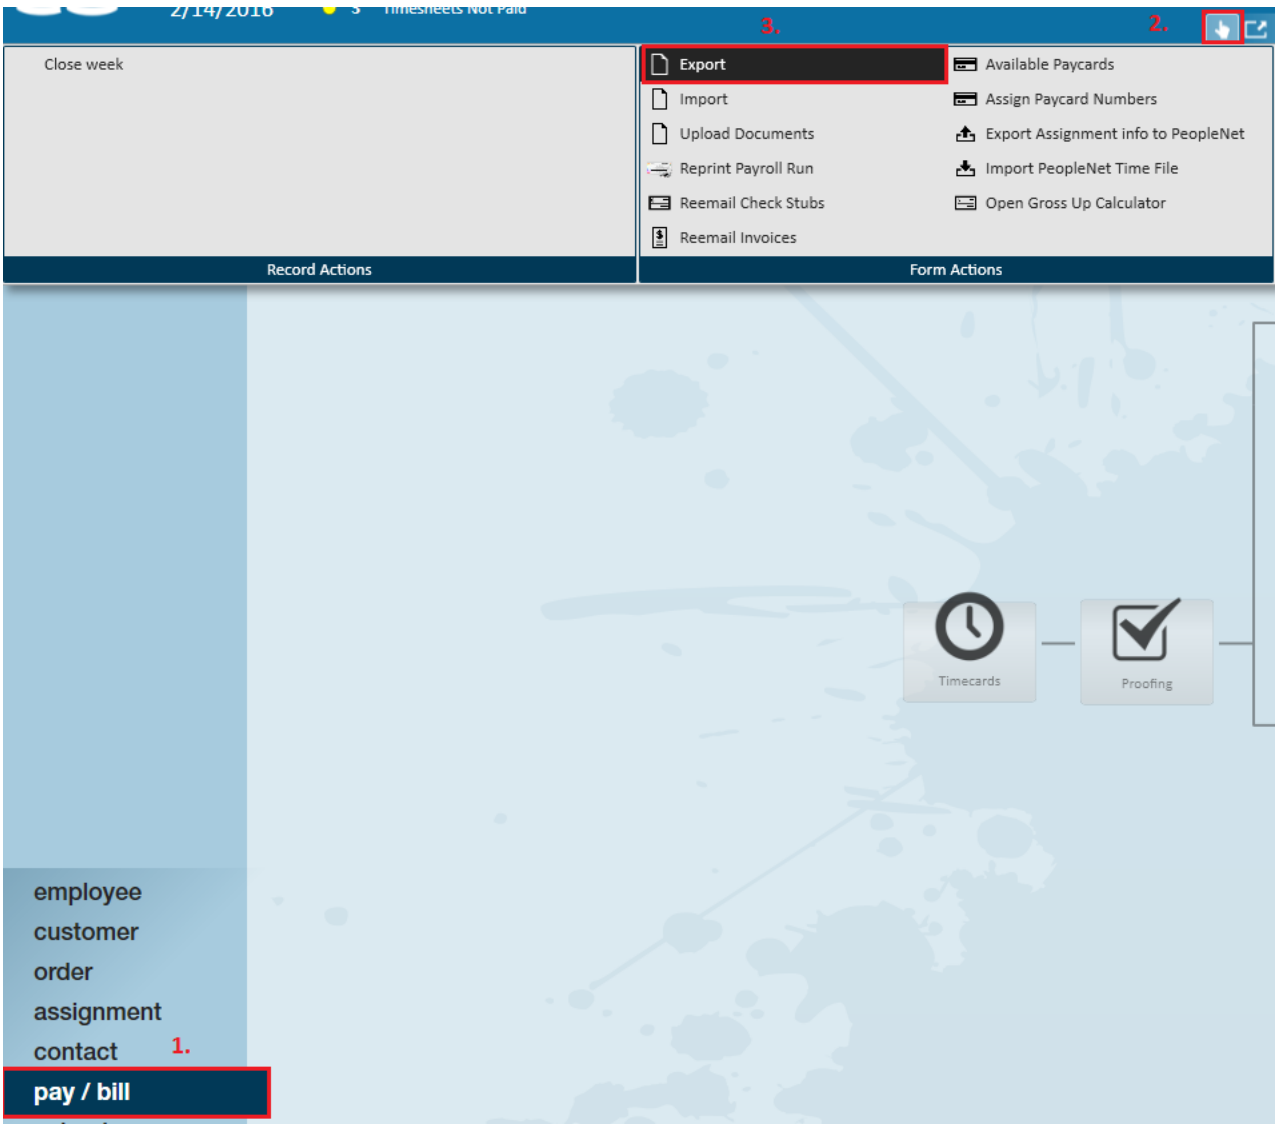 2/14/2016 3 Timesheets Not Paid
3. 2.
Close week
Export
Import
Upload Documents
Reprint Payroll Run
Reemail Check Stubs
Reemail Invoices
Available Paycards
Assign Paycard Numbers
Export Assignment info to PeopleNet
Import PeopleNet Time File
Open Gross Up Calculator
Record Actions
Form Actions
Timecards
Proofing
employee
customer
order
assignment
contact 1.
pay / bill